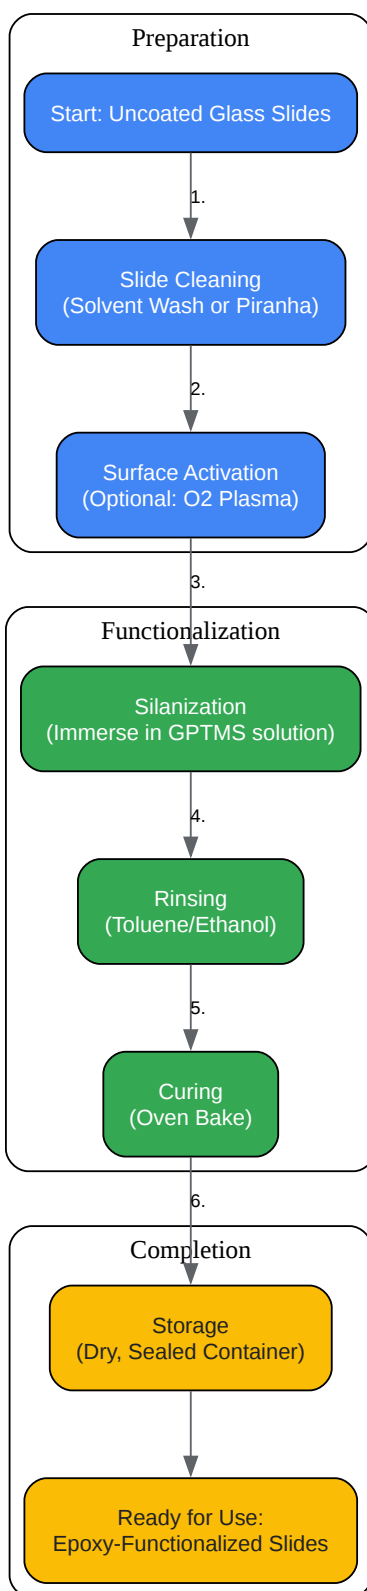 Preparation
Start: Uncoated Glass Slides
1.
Slide Cleaning
(Solvent Wash or Piranha)
2.
Surface Activation
(Optional: O2 Plasma)
3.
Functionalization
Silanization
(Immerse in GPTMS solution)
4.
Rinsing
(Toluene/Ethanol)
5.
Curing
(Oven Bake)
6.
Completion
Storage
(Dry, Sealed Container)
Ready for Use:
Epoxy-Functionalized Slides